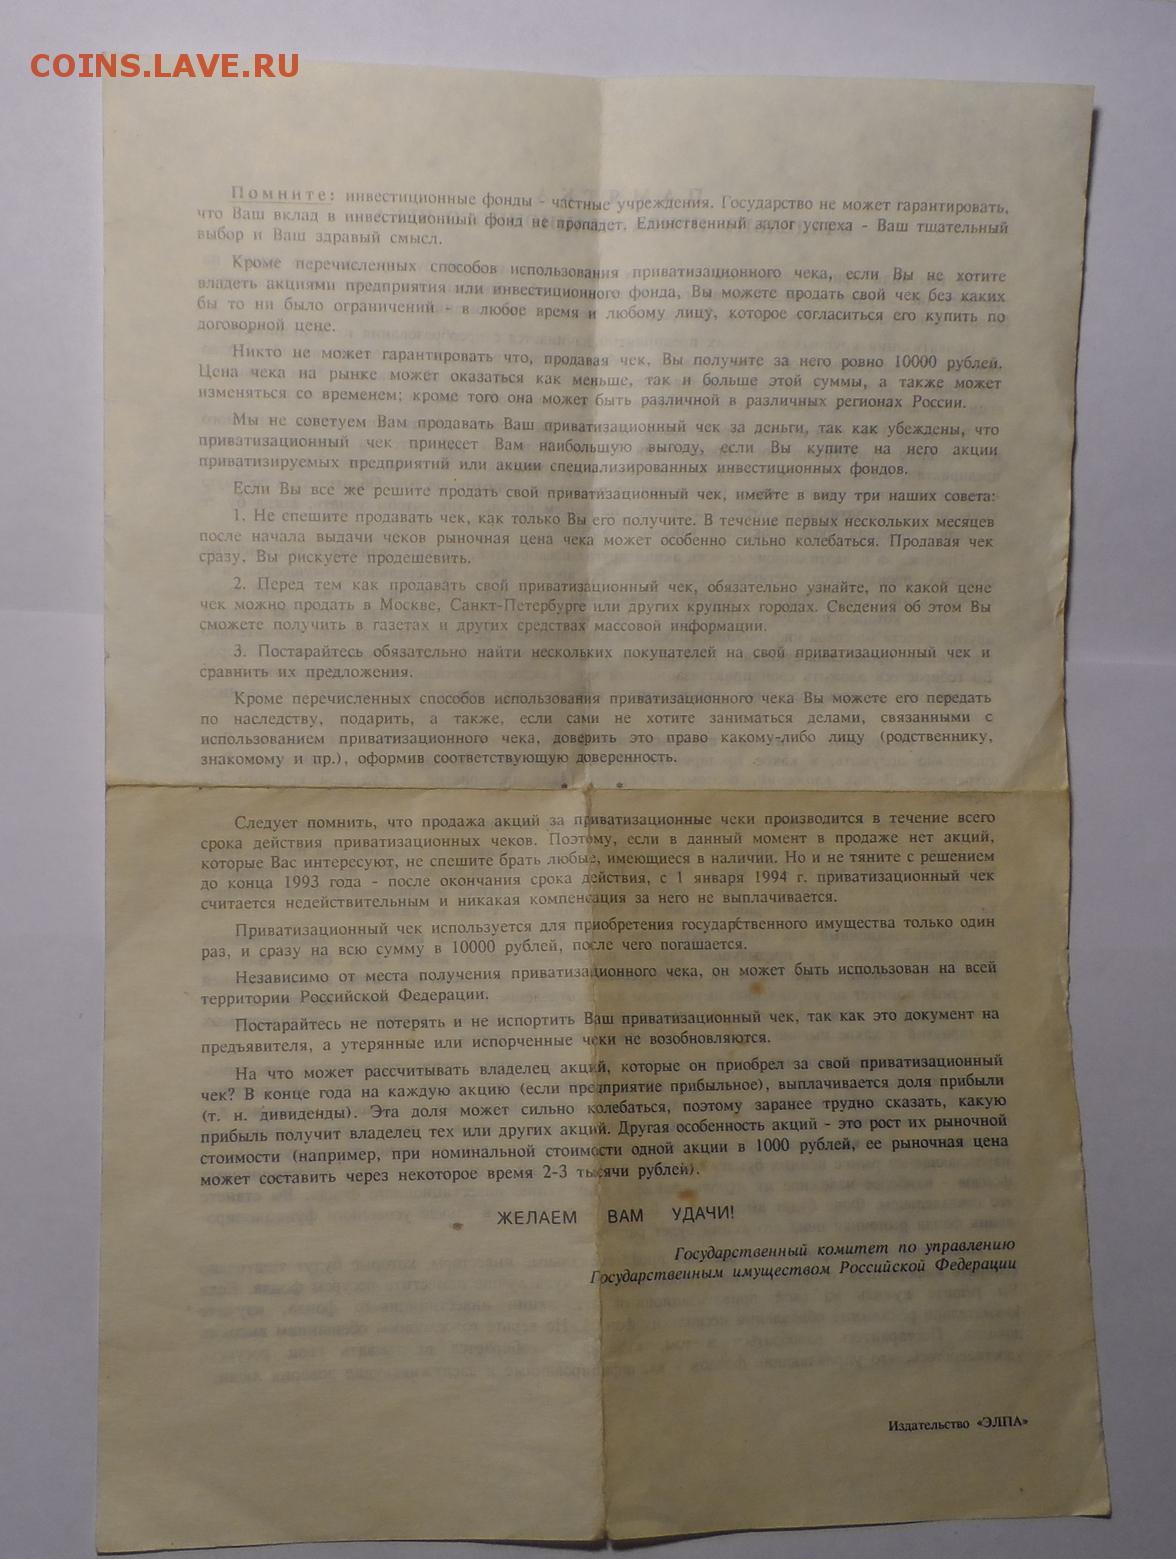 COINS.LAVE.RU
Помните: инвестиционные фонды - частные учреждения. Государство не может гарантировать,
что Ваш вклад в инвестиционный фонд не пропадет. Единственный залог успеха - Ваш тщательный
выбор и Ваш здравый смысл.
Кроме перечисленных способов использования приватизационного чека, если Вы не хотите
владеть акциями предприятия или инвестиционного фонда, Вы можете продать свой чек без каких
бы то ни было ограничений - в любое время и любому лицу, которое согласиться его купить по
договорной цене.
Никто не может гарантировать что, продавая чек, Вы получите за него ровно 10000 рублей.
Цена чека на рынке может оказаться как меньше, так и больше этой суммы, а также может
изменяться со временем; кроме того она может быть различной в различных регионах России.
Мы не советуем Вам продавать Ваш приватизационный чек за деньги, так как убеждены, что
приватизационный чек принесет Вам наибольшую выгоду, если Вы купите на него акции
приватизируемых предприятий или акции специализированных инвестиционных фондов.
Если Вы все же решите продать свой приватизационный чек, имейте в виду три наших совета:
1. Не спешите продавать чек, как только Вы его получите. В течение первых нескольких месяцев
после начала выдачи чеков рыночная цена чека может особенно сильно колебаться. Продавая чек
сразу, Вы рискуете продешевить.
2. Перед тем как продавать свой приватизационный чек, обязательно узнайте, по какой цене
чек можно продать в Москве, Санкт-Петербурге или других крупных городах. Сведения об этом Вы
сможете получить в газетах и других средствах массовой информации.
3. Постарайтесь обязательно найти нескольких покупателей на свой приватизационный чек и
сравнить их предложения.
Кроме перечисленных способов использования приватизационного чека Вы можете его передать
по наследству, подарить, а также, если сами не хотите заниматься делами, связанными с
использованием приватизационного чека, доверить это право какому-либо лицу (родственнику,
знакомому и пр.), оформив соответствующую доверенность.
* * *
Следует помнить, что продажа акций за приватизационные чеки производится в течение всего
срока действия приватизационных чеков. Поэтому, если в данный момент в продаже нет акций,
которые Вас интересуют, не спешите брать любые, имеющиеся в наличии. Но и не тяните с решением
до конца 1993 года - после окончания срока действия, с 1 января 1994 г. приватизационный чек
считается недействительным и никакая компенсация за него не выплачивается.
Приватизационный чек используется для приобретения государственного имущества только один
раз, и сразу на всю сумму в 10000 рублей, после чего погашается.
Независимо от места получения приватизационного чека, он может быть использован на всей
территории Российской Федерации.
Постарайтесь не потерять и не испортить Ваш приватизационный чек, так как это документ на
предъявителя, а утерянные или испорченные чеки не возобновляются.
На что может рассчитывать владелец акций, которые он приобрел за свой приватизационный
чек? В конце года на каждую акцию (если предприятие прибыльное), выплачивается доля прибыли
(т. н. дивиденды). Эта доля может сильно колебаться, поэтому заранее трудно сказать, какую
прибыль получит владелец тех или других акций. Другая особенность акций - это рост их рыночной
стоимости (например, при номинальной стоимости одной акции в 1000 рублей, ее рыночная цена
может составить через некоторое время 2-3 тысячи рублей).
ЖЕЛАЕМ ВАМ УДАЧИ!
Государственный комитет по управлению
Государственным имуществом Российской Федерации
Издательство «ЭЛПА»